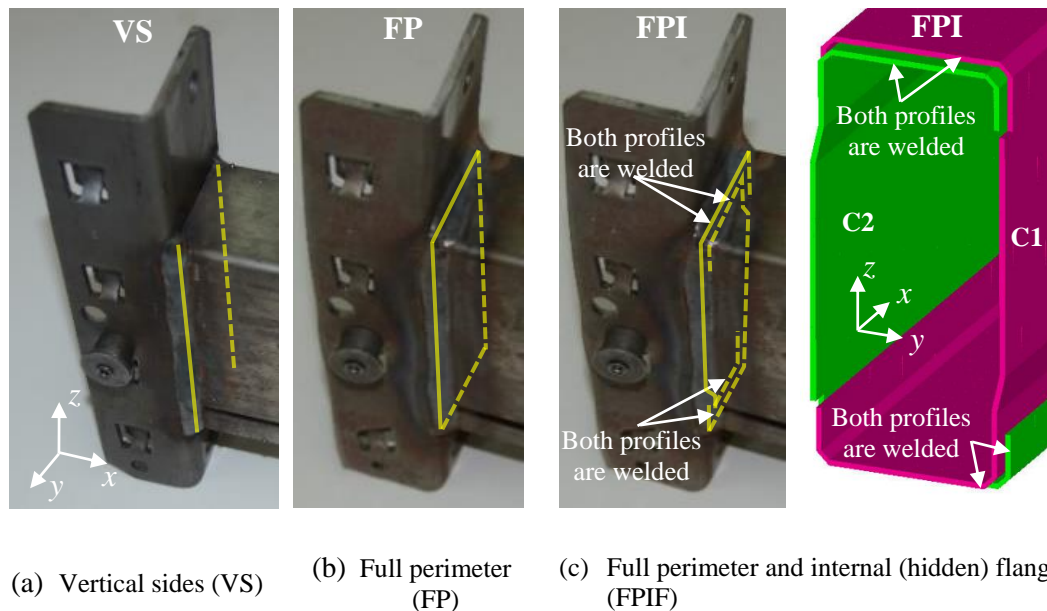 VS
z
x
y
FP
FPI
Both profiles
are welded
Both profiles
are welded
FPI
Both profiles
are welded
C2
C1
z
x
y
Both profiles
are welded
(a) Vertical sides (VS)
(b) Full perimeter
(FP)
(c) Full perimeter and internal (hidden) flang
(FPIF)